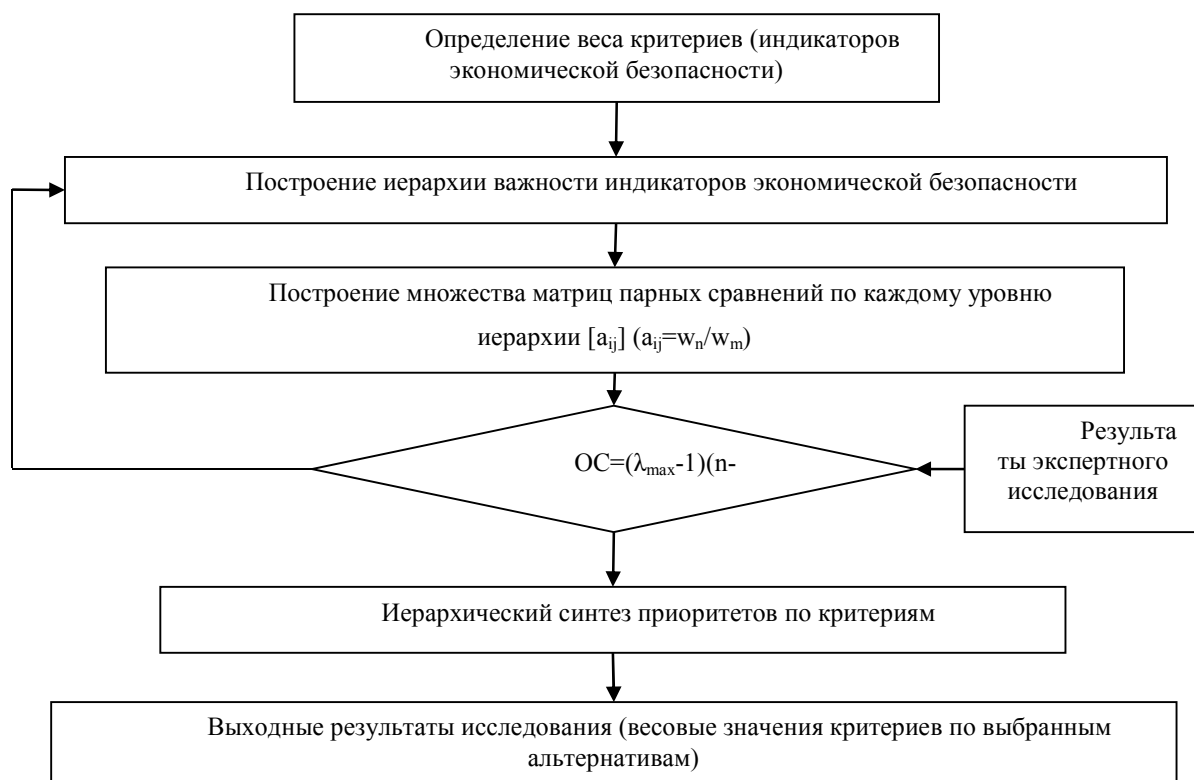 Определение веса критериев (индикаторов
экономической безопасности)
Построение иерархии важности индикаторов экономической безопасности
Построение множества матриц парных сравнений по каждому уровню
иерархии [aij] (aij=wn/wm)
ОС=(λmax-1)(n-
Результа
ты экспертного
исследования
Иерархический синтез приоритетов по критериям
Выходные результаты исследования (весовые значения критериев по выбранным
альтернативам)